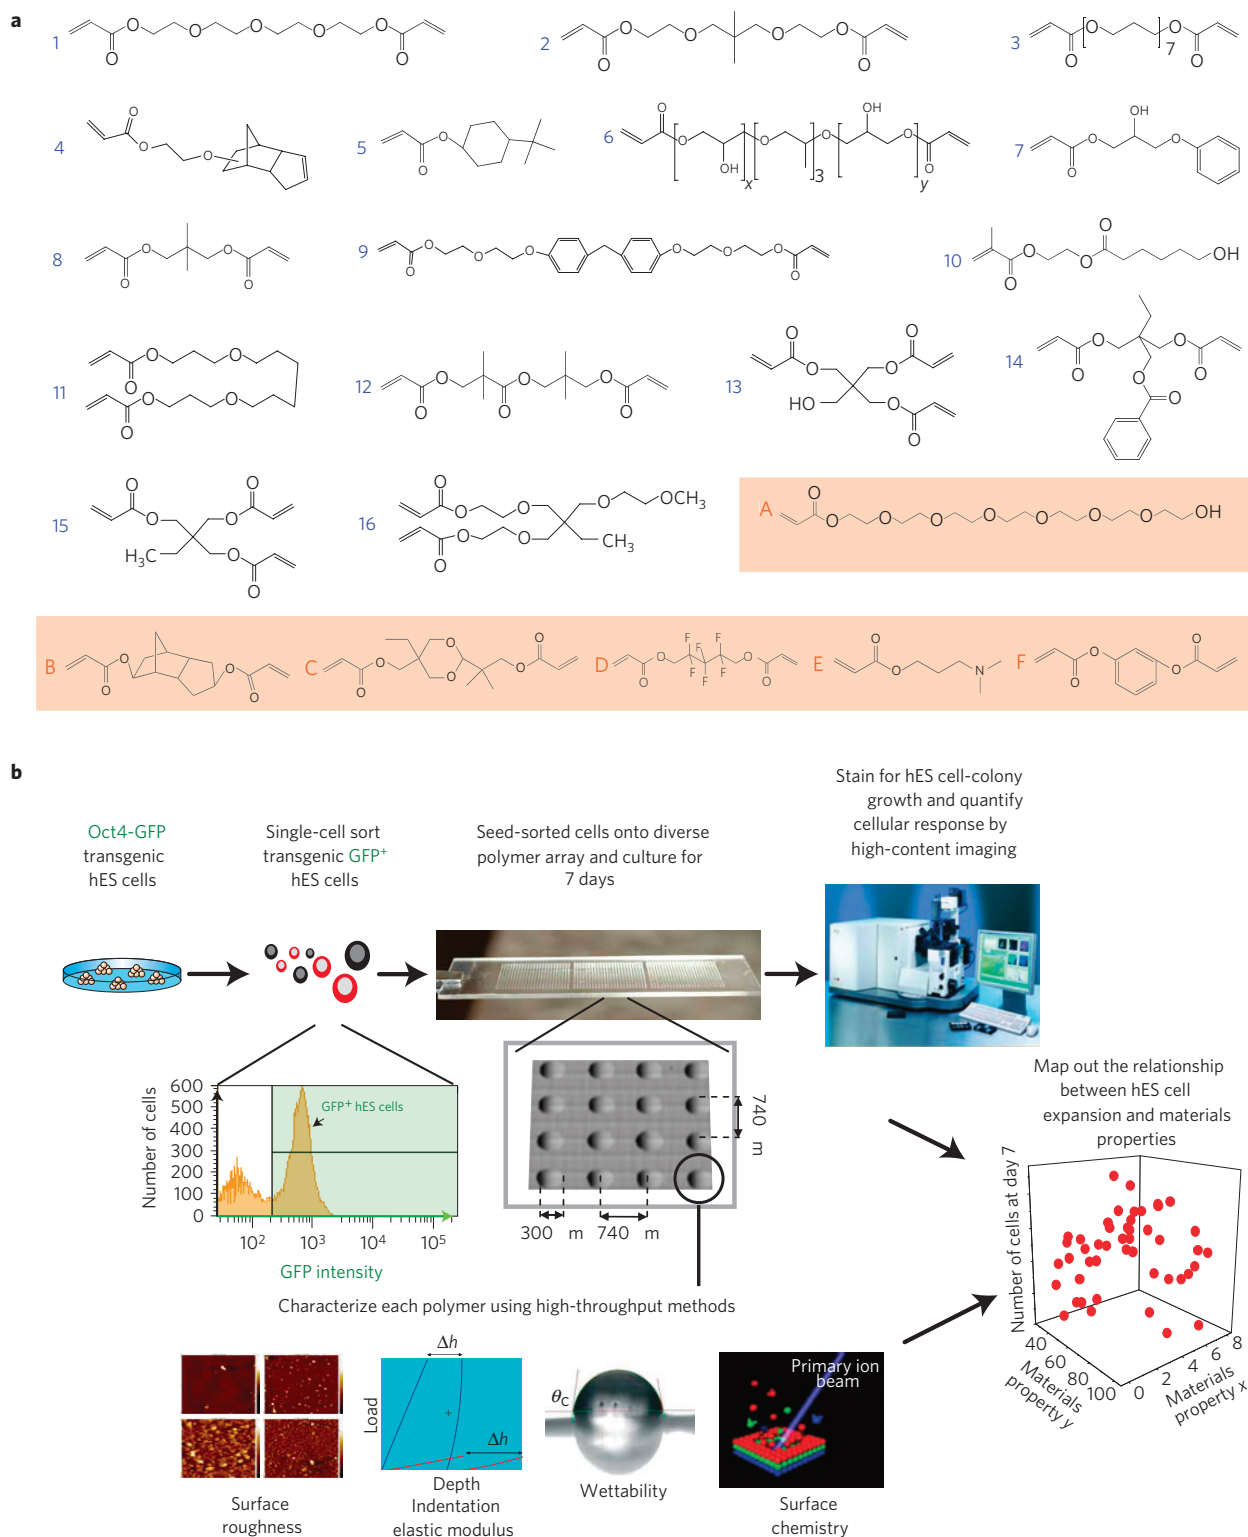 a
1
O
O
O
O
O
O
O
O
2
O
O
O
O
O
O
3
O
O
7
O
O
4
O
O
O
5
O
O
6
O
O
OH
x
O
3
O
OH
y
O
O
7
O
O
OH
O
8
O
O
O
O
9
O
O
O
O
O
O
O
O
10
O
O
O
O
OH
11
O
O
O
O
O
O
12
O
O
O
O
O
O
13
O
O
O
O
HO
O
O
14
O
O
O
O
O
O
15
O
O
O
O
H3C
O
O
16
O
O
O
O
OCH3
O
O
O
CH3
A
O
O
O
O
O
O
O
O
OH
B
O
O
O
O
C
O
O
O
O
O
O
D
O
O
F F F
F F F
O
O
E
O
O
N
F
O
O
O
O
b
Oct4-GFP
transgenic
hES cells
Single-cell sort
transgenic GFP+
hES cells
Seed-sorted cells onto diverse
polymer array and culture for
7 days
Stain for hES cell-colony
growth and quantify
cellular response by
high-content imaging
Number of cells
600
500
400
300
200
100
0
GFP+ hES cells
10²
10³
10⁴
10⁵
GFP intensity
740 m
300 m
740 m
Map out the relationship
between hES cell
expansion and materials
properties
Number of cells at day 7
40
60
80
100
Materials
property y
0
2
4
6
8
Materials
property x
Characterize each polymer using high-throughput methods
Surface
roughness
Δh
Load
Δh
Depth
Indentation
elastic modulus
θC
Wettability
Primary ion
beam
Surface
chemistry